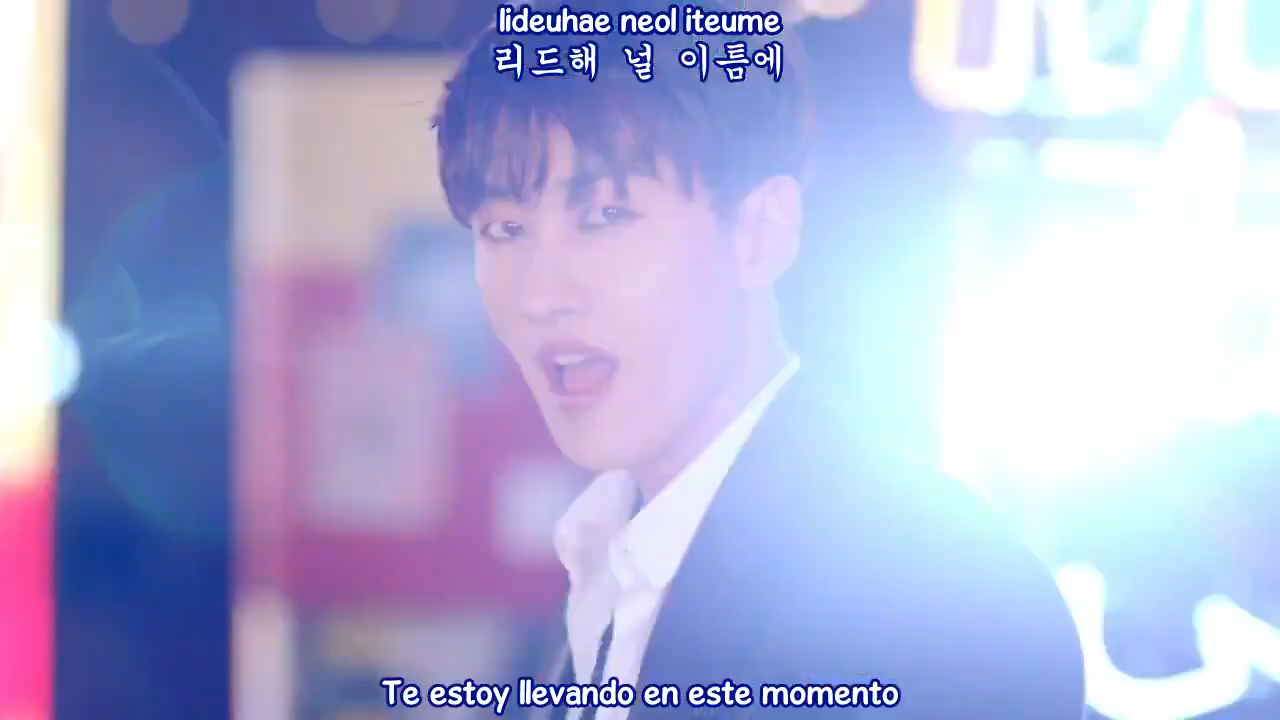 lideuhae neol iteume
리드해 널 이틈에
Te estoy llevando en este momento